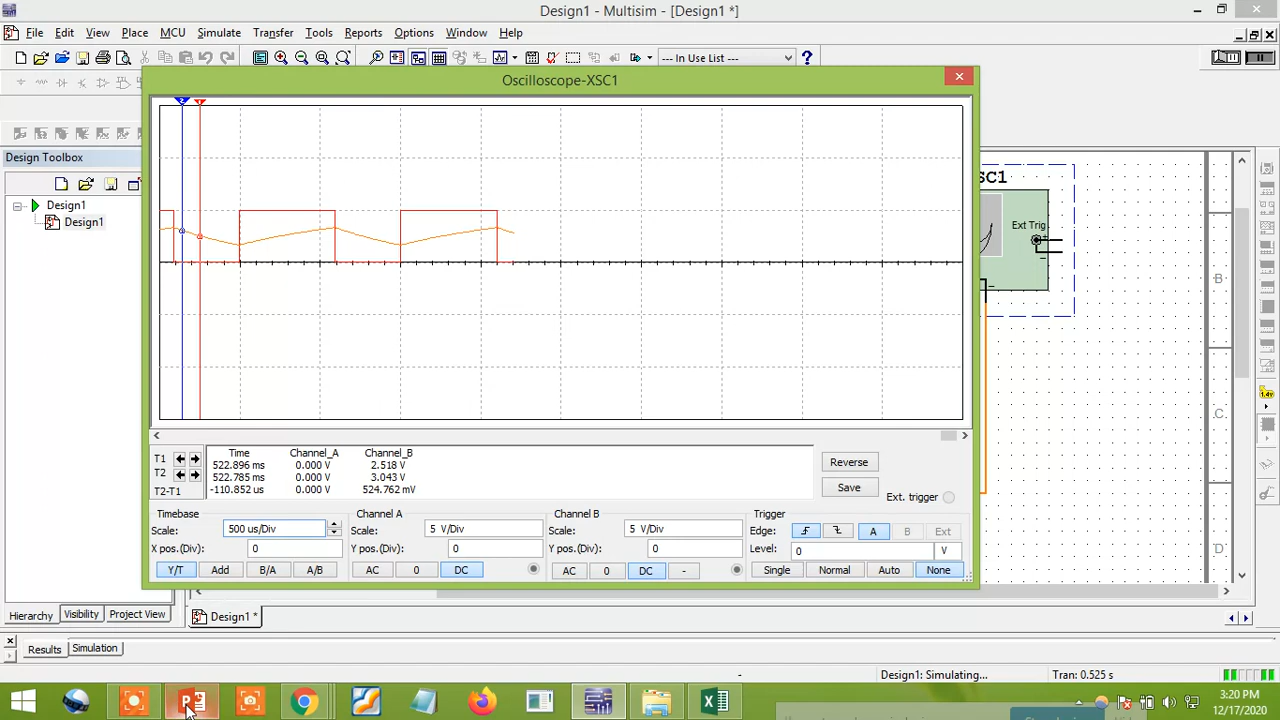 Design1 - Multisim - [Design1 *]
File Edit View Place MCU Simulate Transfer Tools Reports Options Window Help
--- In Use List ---
Oscilloscope-XSC1
2 1
Design Toolbox
Design1
Design1
SC1
Ext Trig
B
C
D
1.4v
Time Channel_A Channel_B
T1 522.896 ms 0.000 V 2.518 V
T2 522.785 ms 0.000 V 3.043 V
T2-T1 -110.852 us 0.000 V 524.762 mV
Reverse
Save
Ext. trigger
Timebase Channel A Channel B Trigger
Scale: 500 us/Div Scale: 5 V/Div Scale: 5 V/Div Edge: A B Ext
X pos.(Div): 0 Y pos.(Div): 0 Y pos.(Div): 0 Level: 0 V
Y/T Add B/A A/B AC 0 DC AC 0 DC - Single Normal Auto None
Hierarchy Visibility Project View
Design1 *
Results Simulation
- Design1: Simulating... Tran: 0.525 s
3:20 PM
12/17/2020